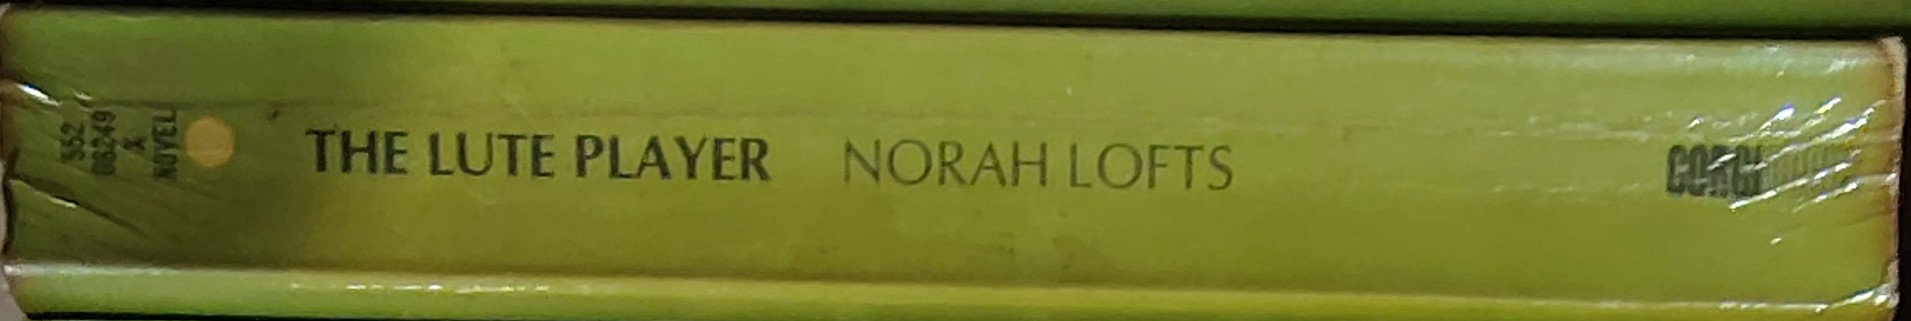 552
08249
X
NOVEL
THE LUTE PLAYER NORAH LOFTS
CORGI